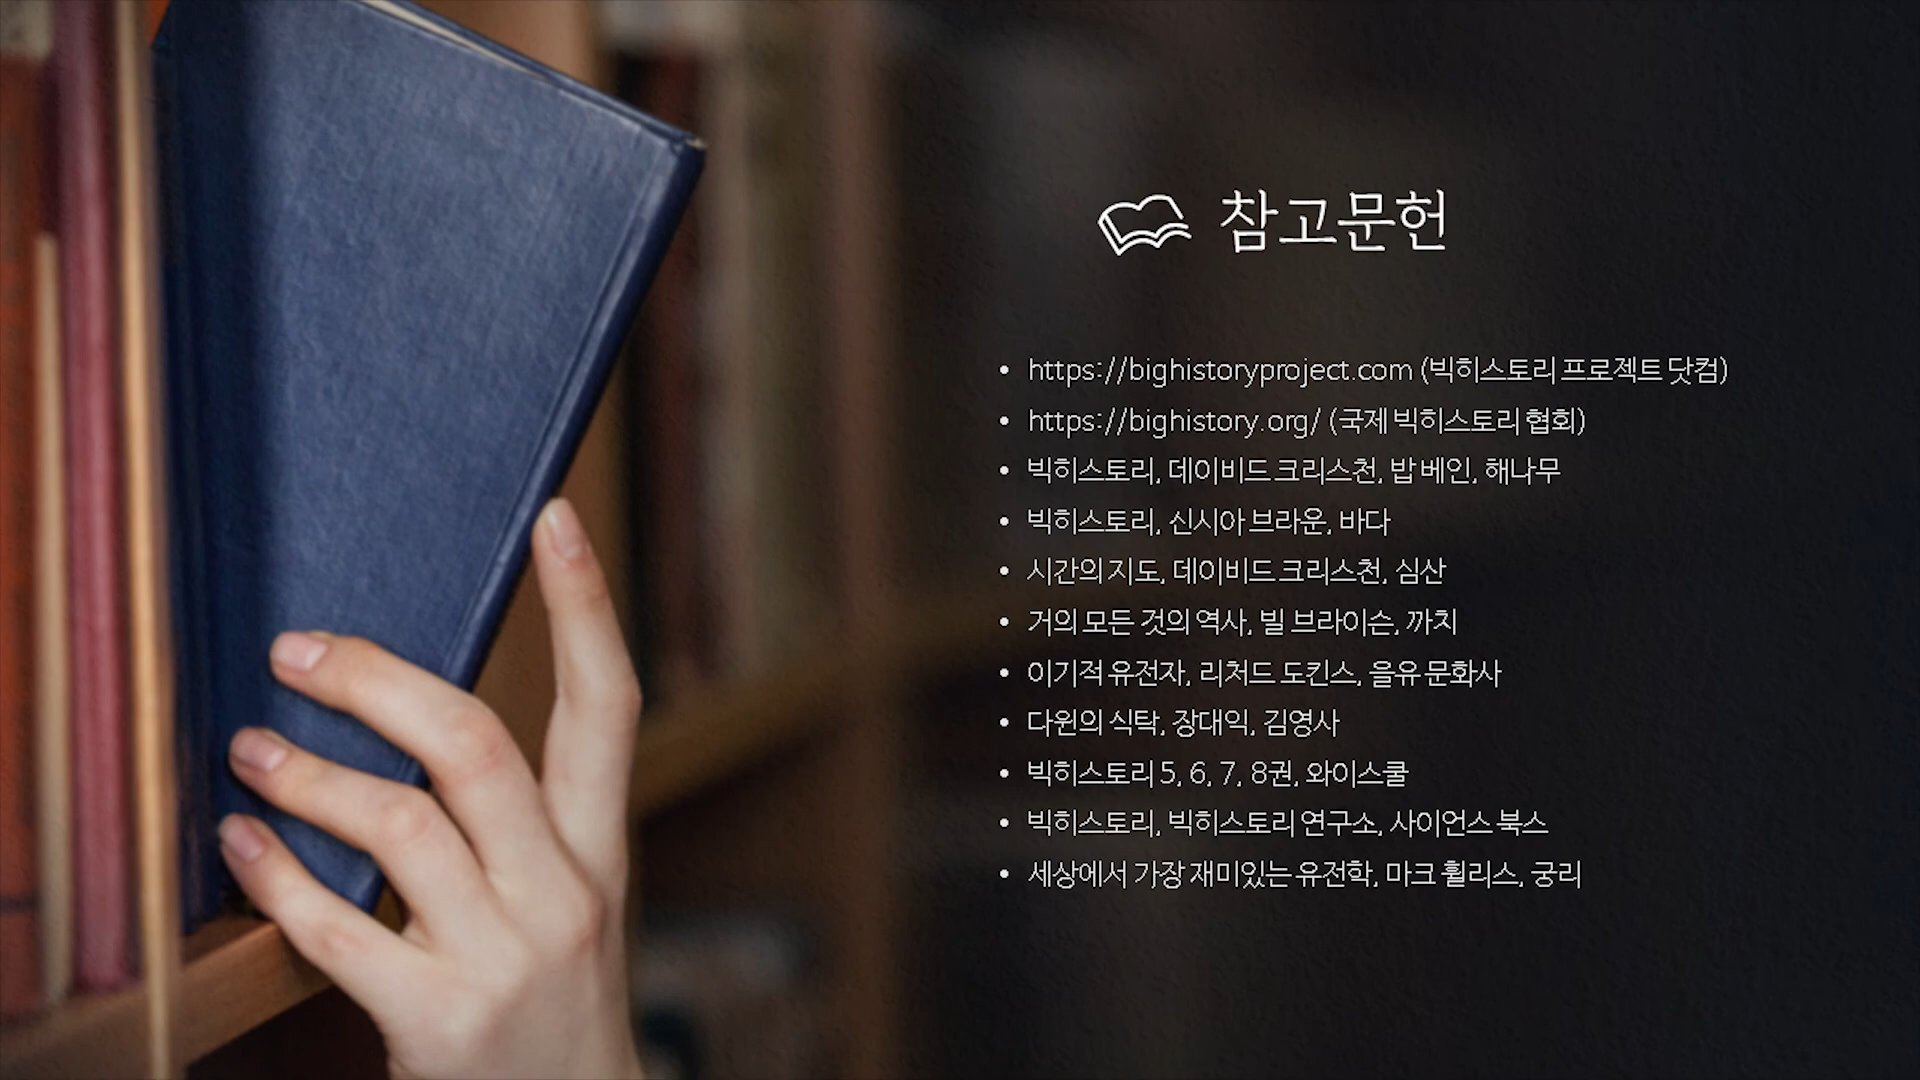 참고문헌
• https://bighistoryproject.com (빅히스토리 프로젝트 닷컴)
• https://bighistory.org/ (국제 빅히스토리 협회)
• 빅히스토리, 데이비드 크리스천, 밥 베인, 해나무
• 빅히스토리, 신시아 브라운, 바다
• 시간의 지도, 데이비드 크리스천, 심산
• 거의 모든 것의 역사, 빌 브라이슨, 까치
• 이기적 유전자, 리처드 도킨스, 을유 문화사
• 다윈의 식탁, 장대익, 김영사
• 빅히스토리 5, 6, 7, 8권, 와이스쿨
• 빅히스토리, 빅히스토리 연구소, 사이언스 북스
• 세상에서 가장 재미있는 유전학, 마크 휠리스, 궁리